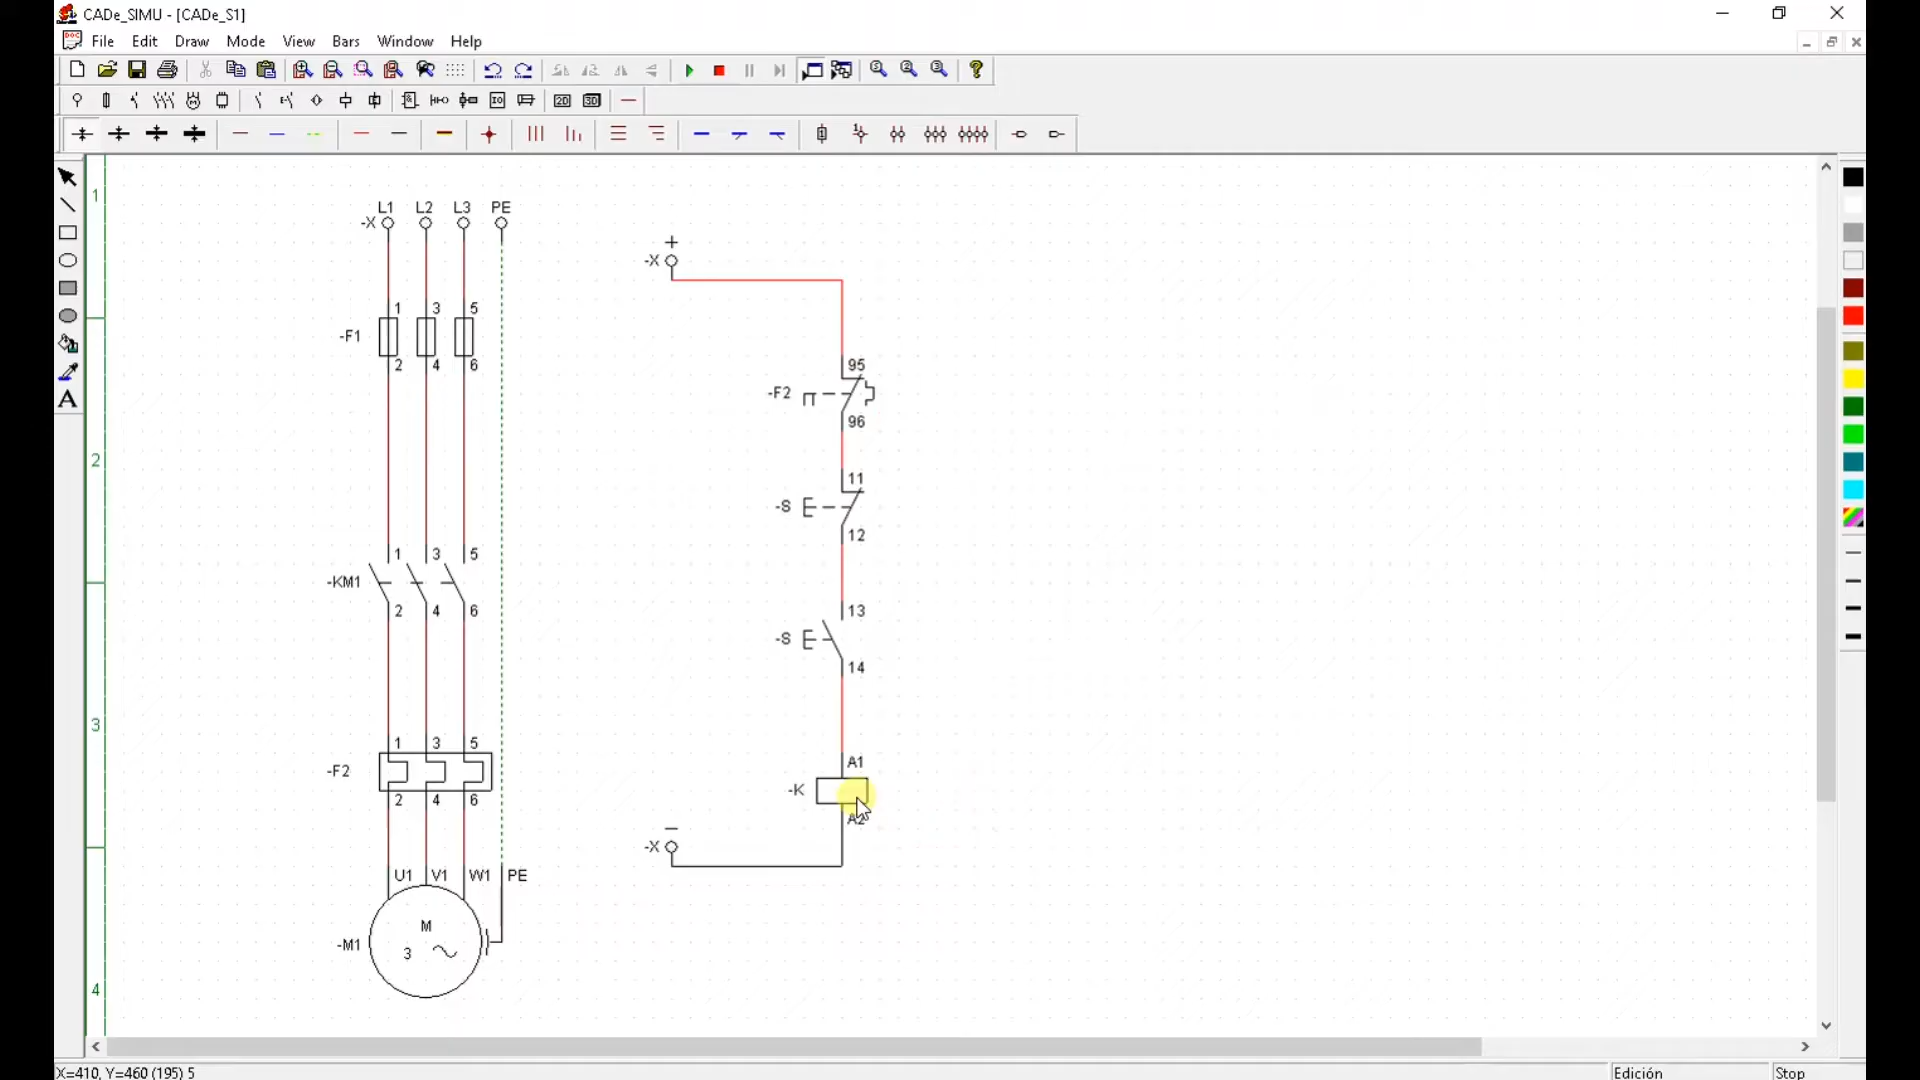 CADe_SIMU - [CADe_S1]
File Edit Draw Mode View Bars Window Help
1
2
3
4
L1 L2 L3 PE
-X
+
-X
1 3 5
-F1
2 4 6
95
-F2
96
11
-S
12
1 3 5
-KM1
2 4 6
13
-S
14
1 3 5
-F2
2 4 6
A1
-K
A2
−
-X
U1 V1 W1 PE
M
3
-M1
A
X=410, Y=460 (195) 5
Edición
Stop